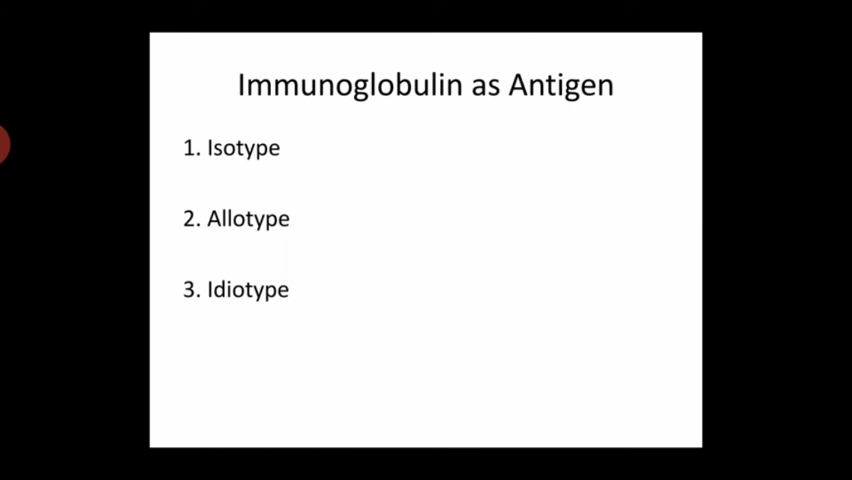 Immunoglobulin as Antigen
1. Isotype
2. Allotype
3. Idiotype